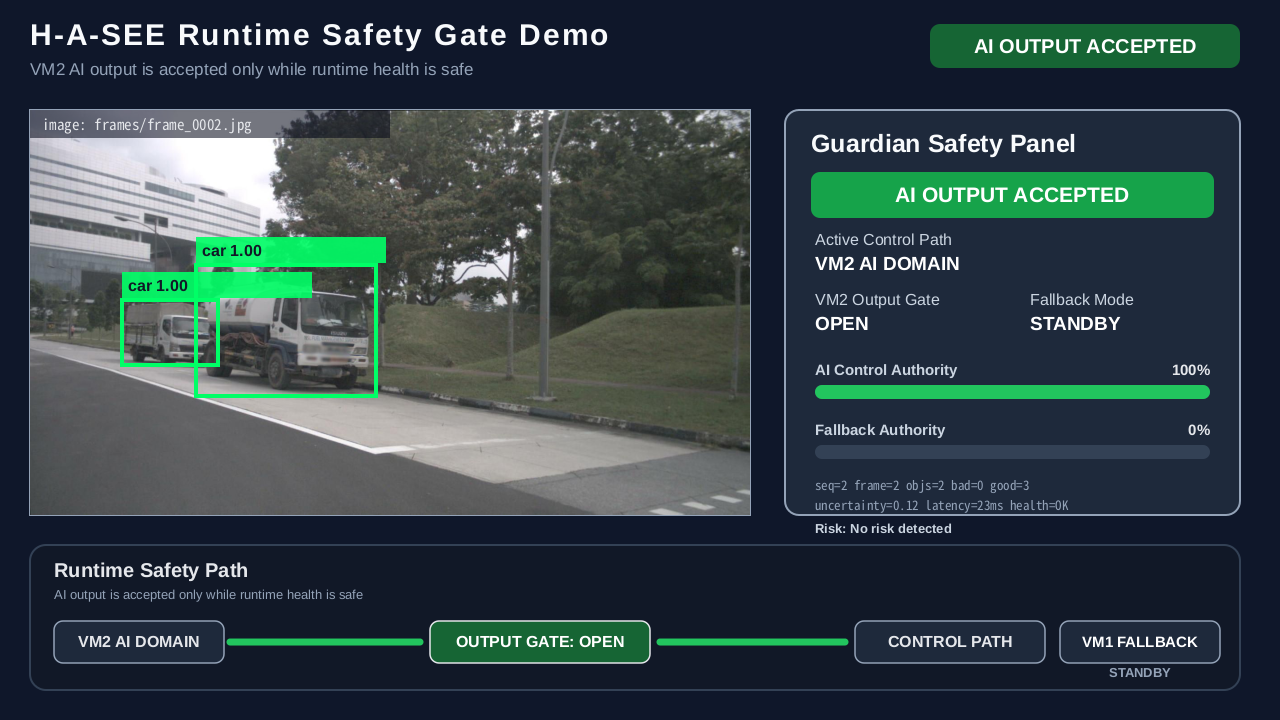 H-A-SEE Runtime Safety Gate Demo
VM2 AI output is accepted only while runtime health is safe
AI OUTPUT ACCEPTED
image: frames/frame_0002.jpg
car 1.00
car 1.00
Guardian Safety Panel
AI OUTPUT ACCEPTED
Active Control Path
VM2 AI DOMAIN
VM2 Output Gate
Fallback Mode
OPEN
STANDBY
AI Control Authority 100%
Fallback Authority 0%
seq=2 frame=2 objs=2 bad=0 good=3
uncertainty=0.12 latency=23ms health=OK
Risk: No risk detected
Runtime Safety Path
AI output is accepted only while runtime health is safe
VM2 AI DOMAIN
OUTPUT GATE: OPEN
CONTROL PATH
VM1 FALLBACK
STANDBY